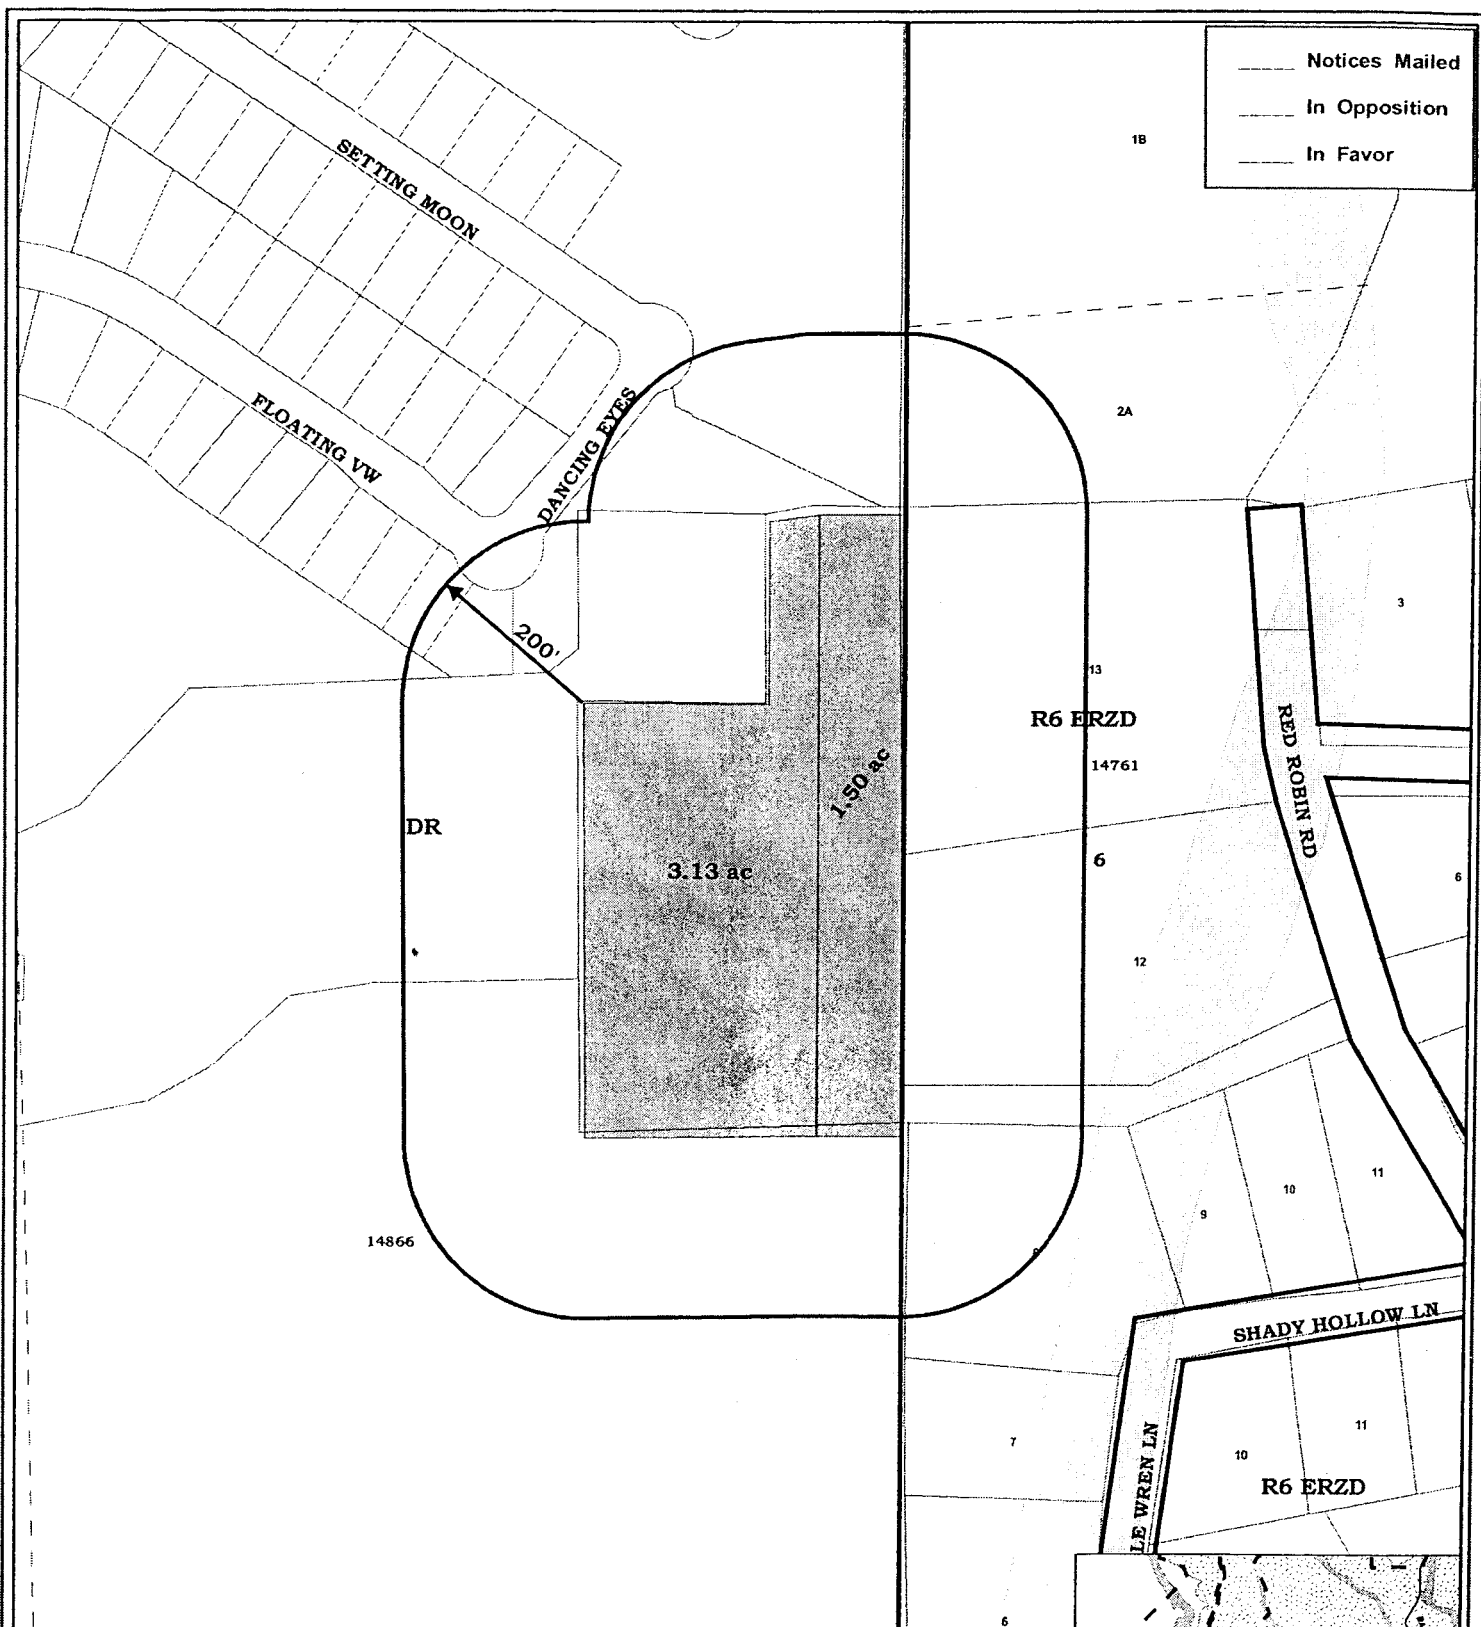 Notices Mailed
In Opposition
In Favor
1B
SETTING MOON
2A
FLOATING VW
DANCING EYES
3
200'
13
R6 ERZD
RED ROBIN RD
14761
1.50 ac
DR
3.13 ac
6
6
12
11
10
9
14866
SHADY HOLLOW LN
7
11
10
LE WREN LN
R6 ERZD
6